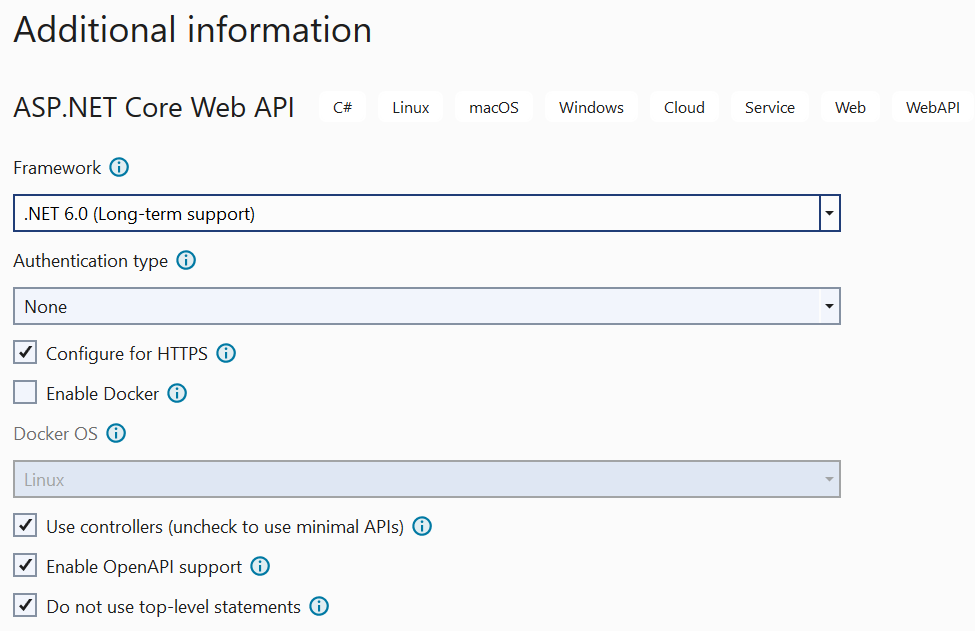 Additional information
ASP.NET Core Web API C# Linux macOS Windows Cloud Service Web WebAPI
Framework
.NET 6.0 (Long-term support)
Authentication type
None
Configure for HTTPS
Enable Docker
Docker OS
Linux
Use controllers (uncheck to use minimal APIs)
Enable OpenAPI support
Do not use top-level statements